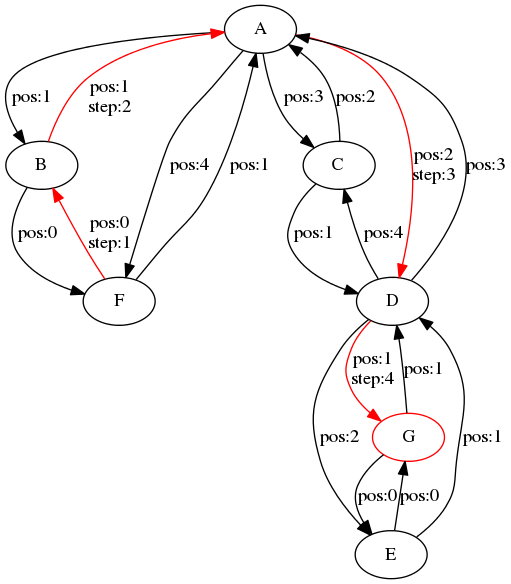 A
pos:1
pos:1
step:2
pos:3
pos:2
B
pos:4
pos:1
C
pos:2
step:3
pos:3
pos:0
pos:0
step:1
pos:1
pos:4
F
D
pos:1
step:4
pos:1
pos:2
G
pos:1
pos:0
pos:0
E